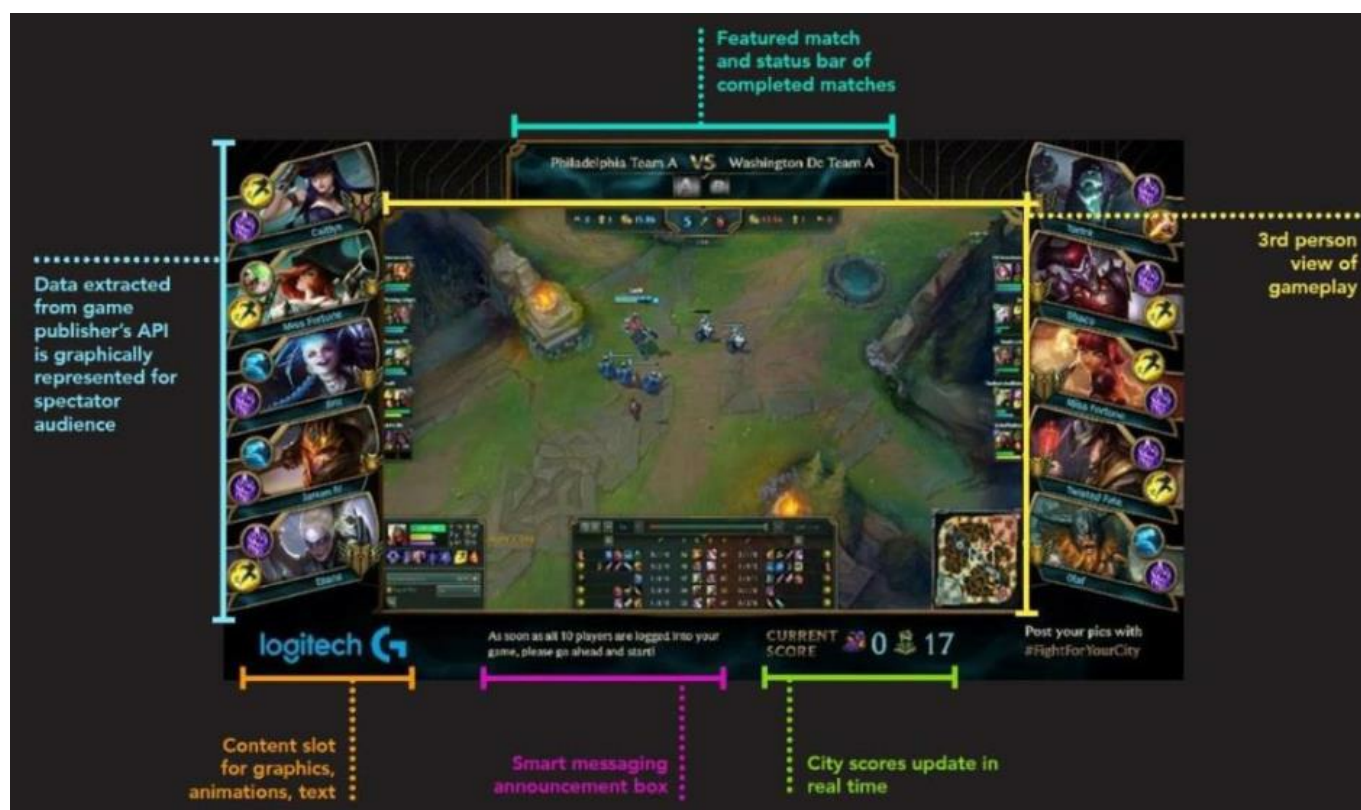 Featured match
and status bar of
completed matches
Philadelphia Team A VS Washington Dc Team A
A B
5 8
3rd person
view of
gameplay
Data extracted
from game
publisher's API
is graphically
represented for
spectator
audience
Caitlyn
Miss Fortune
Jinx
Jarvan IV
Diana
Shaco
Miss Fortune
Twisted Fate
Olaf
logitech G
As soon as all 10 players are logged into your
game, please go ahead and start!
CURRENT
SCORE 0 17
Post your pics with
#FightForYourCity
Content slot
for graphics,
animations, text
Smart messaging
announcement box
City scores update in
real time